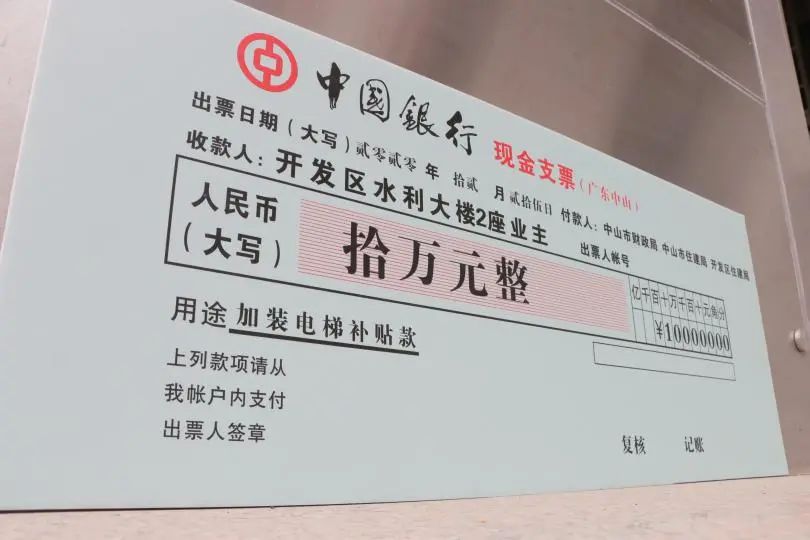 中國銀行 现金支票（广东中山）
出票日期（大写）贰零贰零 年 拾贰 月 贰拾伍日 付款人：中山市财政局 中山市住建局 开发区住建局
收款人：开发区水利大楼2座业主 出票人帐号
人民币（大写） 拾万元整 亿千百十万千百十元角分
¥10000000
用途 加装电梯补贴款
上列款项请从
我帐户内支付
出票人签章 复核 记账